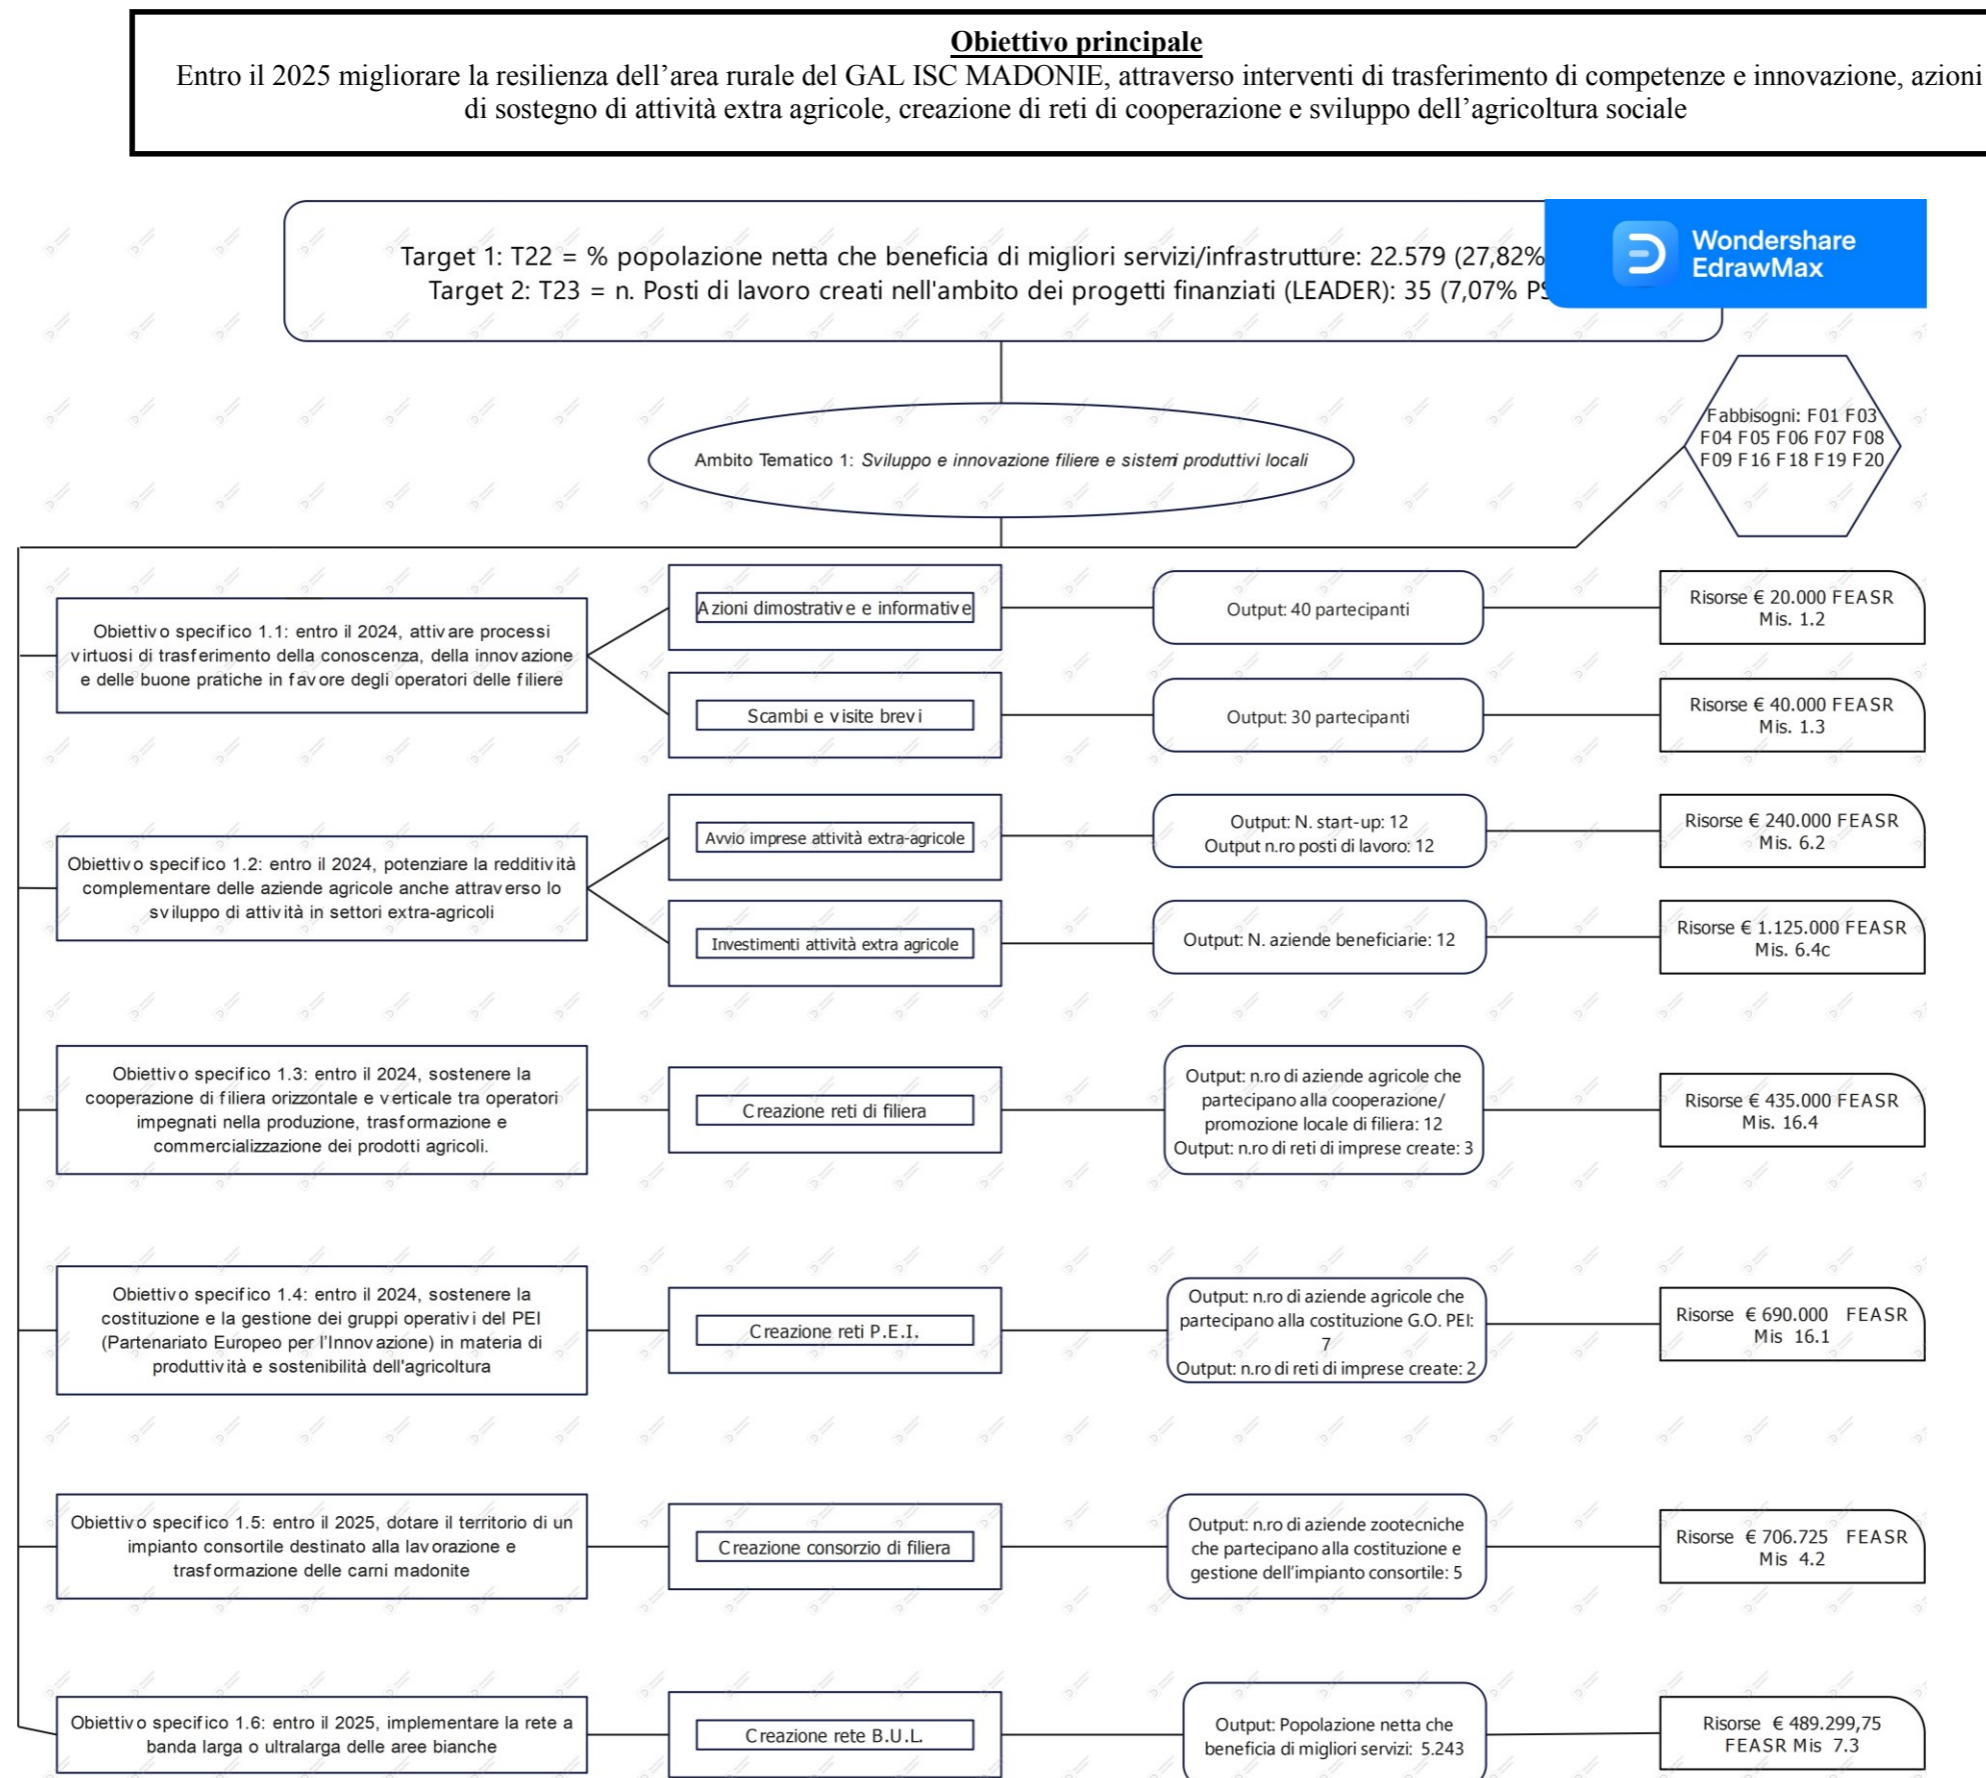 Obiettivo principale
Entro il 2025 migliorare la resilienza dell'area rurale del GAL ISC MADONIE, attraverso interventi di trasferimento di competenze e innovazione, azioni
di sostegno di attività extra agricole, creazione di reti di cooperazione e sviluppo dell'agricoltura sociale
Target 1: T22 = % popolazione netta che beneficia di migliori servizi/infrastrutture: 22.579 (27,82%
Target 2: T23 = n. Posti di lavoro creati nell'ambito dei progetti finanziati (LEADER): 35 (7,07%
Wondershare
EdrawMax
Fabbisogni: F01 F03
F04 F05 F06 F07 F08
F09 F16 F18 F19 F20
Ambito Tematico 1: Sviluppo e innovazione filiere e sistemi produttivi locali
Obiettivo specifico 1.1: entro il 2024, attivare processi
virtuosi di trasferimento della conoscenza, della innovazione
e delle buone pratiche in favore degli operatori delle filiere
Azioni dimostrative e informative
Output: 40 partecipanti
Risorse € 20.000 FEASR
Mis. 1.2
Scambi e visite brevi
Output: 30 partecipanti
Risorse € 40.000 FEASR
Mis. 1.3
Obiettivo specifico 1.2: entro il 2024, potenziare la redditività
complementare delle aziende agricole anche attraverso lo
sviluppo di attività in settori extra-agricoli
Avvio imprese attività extra-agricole
Output: N. start-up: 12
Output n.ro posti di lavoro: 12
Risorse € 240.000 FEASR
Mis. 6.2
Investimenti attività extra agricole
Output: N. aziende beneficiarie: 12
Risorse € 1.125.000 FEASR
Mis. 6.4c
Obiettivo specifico 1.3: entro il 2024, sostenere la
cooperazione di filiera orizzontale e verticale tra operatori
impegnati nella produzione, trasformazione e
commercializzazione dei prodotti agricoli.
Creazione reti di filiera
Output: n.ro di aziende agricole che
partecipano alla cooperazione/
promozione locale di filiera: 12
Output: n.ro di reti di imprese create: 3
Risorse € 435.000 FEASR
Mis. 16.4
Obiettivo specifico 1.4: entro il 2024, sostenere la
costituzione e la gestione dei gruppi operativi del PEI
(Partenariato Europeo per l'Innovazione) in materia di
produttività e sostenibilità dell'agricoltura
Creazione reti P.E.I.
Output: n.ro di aziende agricole che
partecipano alla costituzione G.O. PEI:
7
Output: n.ro di reti di imprese create: 2
Risorse € 690.000 FEASR
Mis 16.1
Obiettivo specifico 1.5: entro il 2025, dotare il territorio di un
impianto consortile destinato alla lavorazione e
trasformazione delle carni madonite
Creazione consorzio di filiera
Output: n.ro di aziende zootecniche
che partecipano alla costituzione e
gestione dell'impianto consortile: 5
Risorse € 706.725 FEASR
Mis 4.2
Obiettivo specifico 1.6: entro il 2025, implementare la rete a
banda larga o ultralarga delle aree bianche
Creazione rete B.U.L.
Output: Popolazione netta che
beneficia di migliori servizi: 5.243
Risorse € 489.299,75
FEASR Mis 7.3